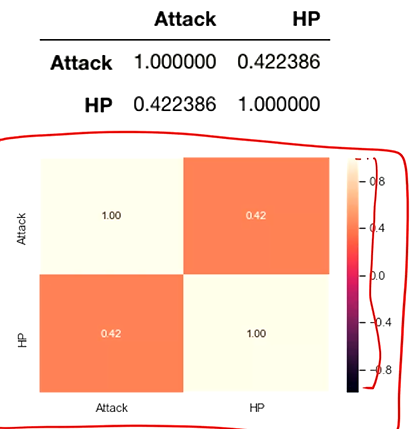 Attack HP
Attack 1.000000 0.422386
HP 0.422386 1.000000
Attack 1.00 0.42
HP 0.42 1.00
Attack HP
0.8
0.4
0.0
-0.4
-0.8